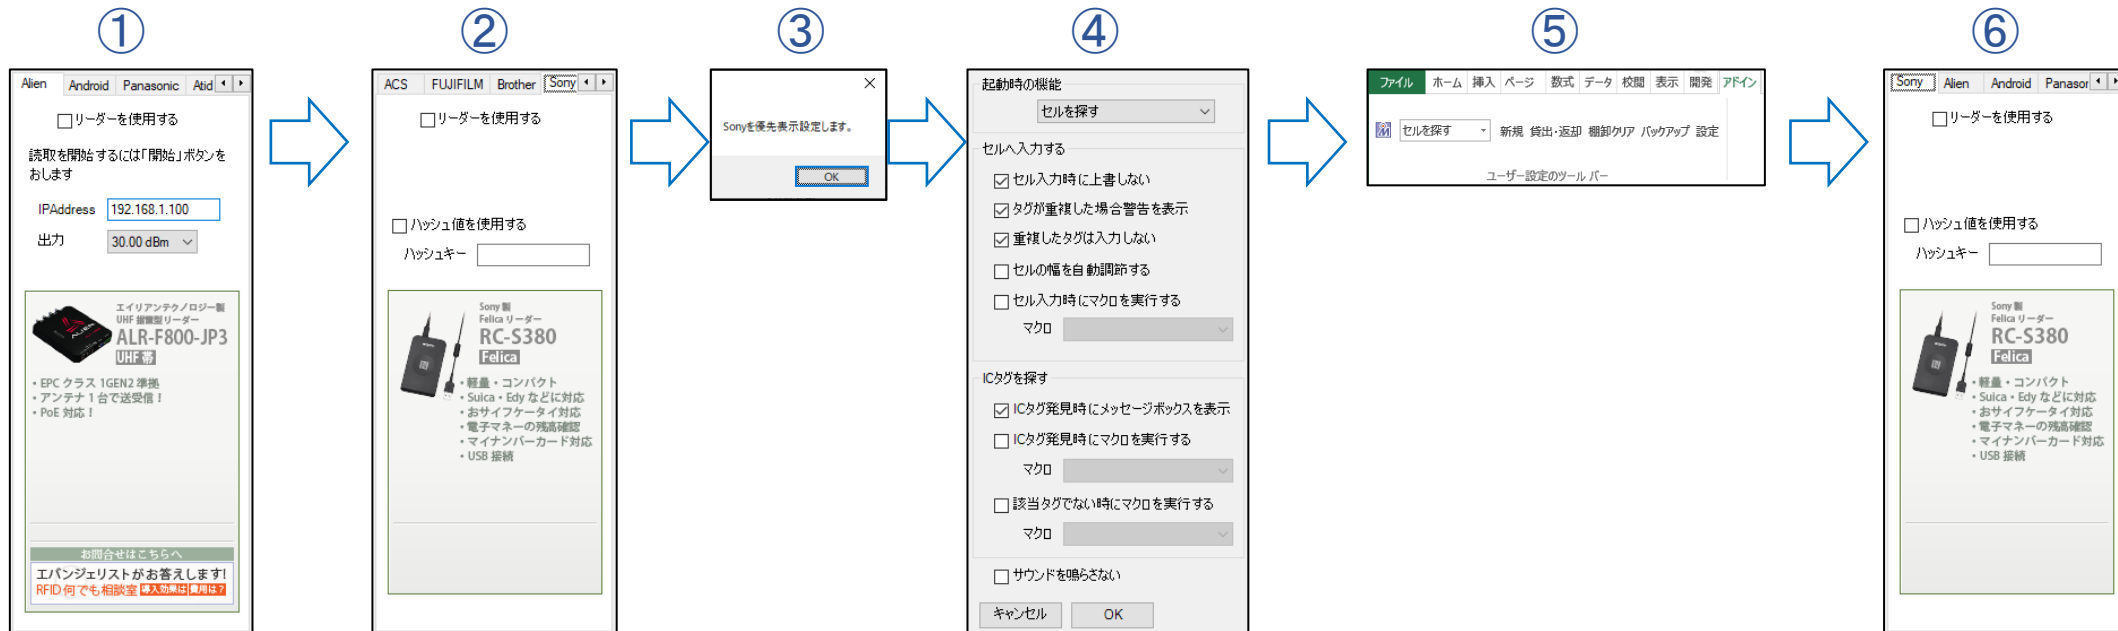 ①
Alien Android Panasonic Atid
リーダーを使用する
読取を開始するには「開始」ボタンを
おします
IPAddress 192.168.1.100
出力 30.00 dBm
エイリアンテクノロジー製
UHF 据置型リーダー
ALR-F800-JP3
UHF 帯
・EPC クラス 1GEN2 準拠
・アンテナ 1 台で送受信！
・PoE 対応！
お問合せはこちらへ
エバンジェリストがお答えします!
RFID 何でも相談室 導入効果は 費用は？
②
ACS FUJIFILM Brother Sony
リーダーを使用する
ハッシュ値を使用する
ハッシュキー
Sony 製
Felica リーダー
RC-S380
Felica
・軽量・コンパクト
・Suica・Edy などに対応
・おサイフケータイ対応
・電子マネーの残高確認
・マイナンバーカード対応
・USB 接続
③
Sonyを優先表示設定します。
OK
④
起動時の機能
セルを探す
セルへ入力する
セル入力時に上書しない
タグが重複した場合警告を表示
重複したタグは入力しない
セルの幅を自動調節する
セル入力時にマクロを実行する
マクロ
ICタグを探す
ICタグ発見時にメッセージボックスを表示
ICタグ発見時にマクロを実行する
マクロ
該当タグでない時にマクロを実行する
マクロ
サウンドを鳴らさない
キャンセル OK
⑤
ファイル ホーム 挿入 ページ 数式 データ 校閲 表示 開発 アドイン
セルを探す 新規 貸出・返却 棚卸クリア バックアップ 設定
ユーザー設定のツール バー
⑥
Sony Alien Android Panasor
リーダーを使用する
ハッシュ値を使用する
ハッシュキー
Sony 製
Felica リーダー
RC-S380
Felica
・軽量・コンパクト
・Suica・Edy などに対応
・おサイフケータイ対応
・電子マネーの残高確認
・マイナンバーカード対応
・USB 接続